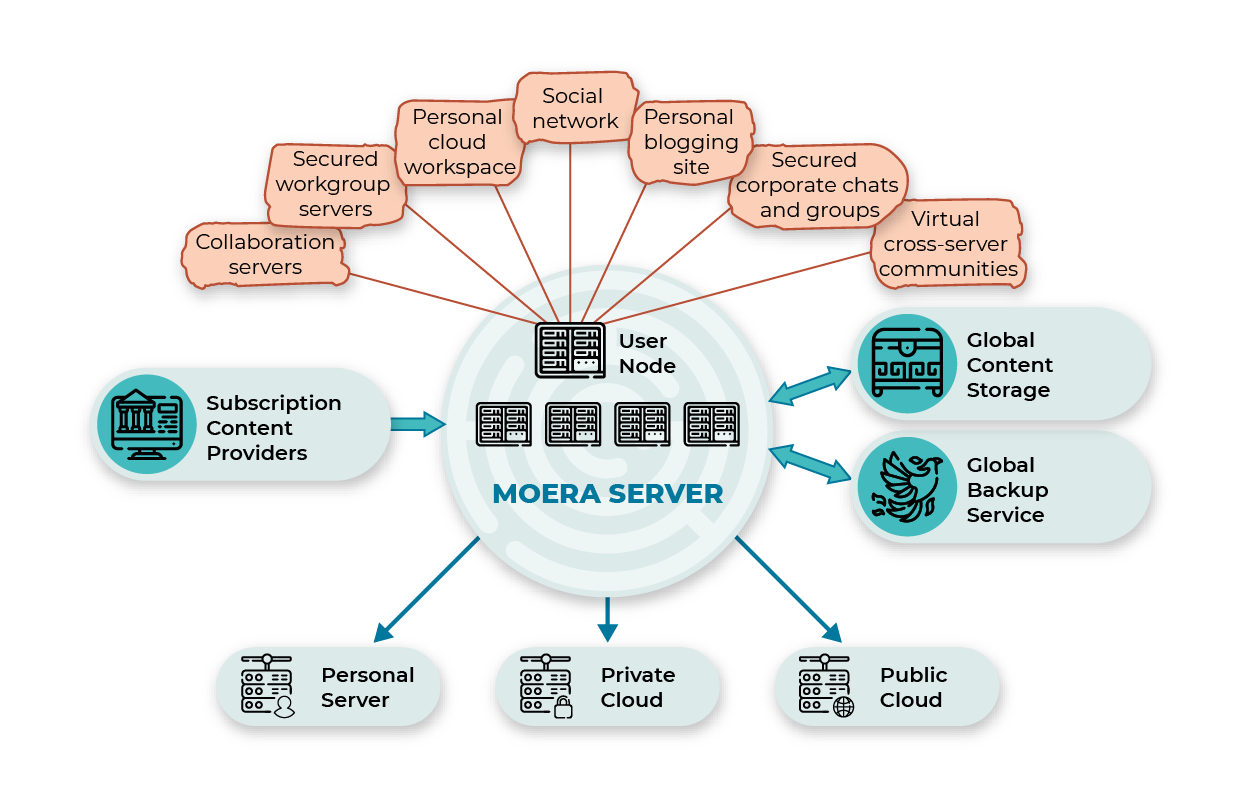 Social
network
Personal
cloud
workspace
Personal
blogging
site
Secured
workgroup
servers
Secured
corporate chats
and groups
Collaboration
servers
Virtual
cross-server
communities
User
Node
Global
Content
Storage
Subscription
Content
Providers
MOERA SERVER
Global
Backup
Service
Personal
Server
Private
Cloud
Public
Cloud